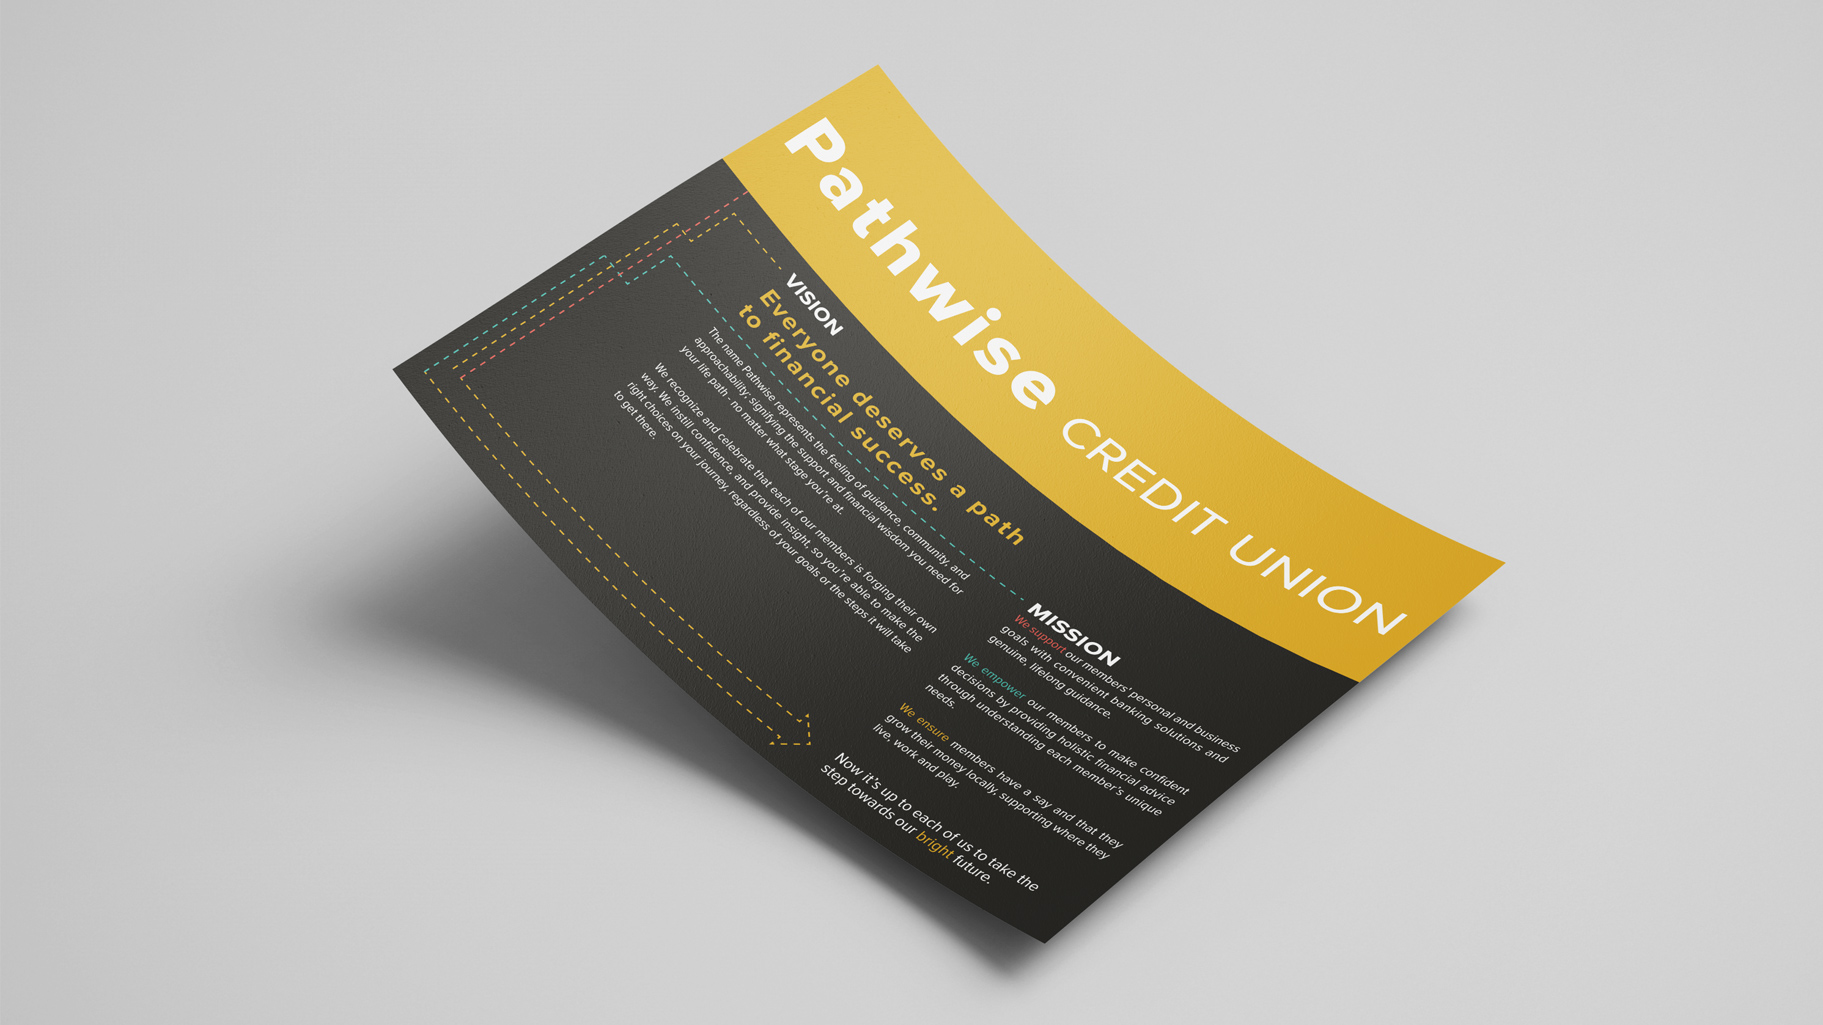 Pathwise CREDIT UNION
VISION
Everyone deserves a path
to financial success.
The name Pathwise represents the feeling of guidance, community, and
approachability; signifying the support and financial wisdom you need for
your life path - no matter what stage you're at.
We recognize and celebrate that each of our members is forging their own
way. We instill confidence, and provide insight, so you're able to make the
right choices on your journey, regardless of your goals or the steps it will take
to get there.
MISSION
We support our members' personal and business
goals with convenient banking solutions and
genuine, lifelong guidance.
We empower our members to make confident
decisions by providing holistic financial advice
through understanding each member's unique
needs.
We ensure members have a say and that they
grow their money locally, supporting where they
live, work and play.
Now it's up to each of us to take the
step towards our bright future.